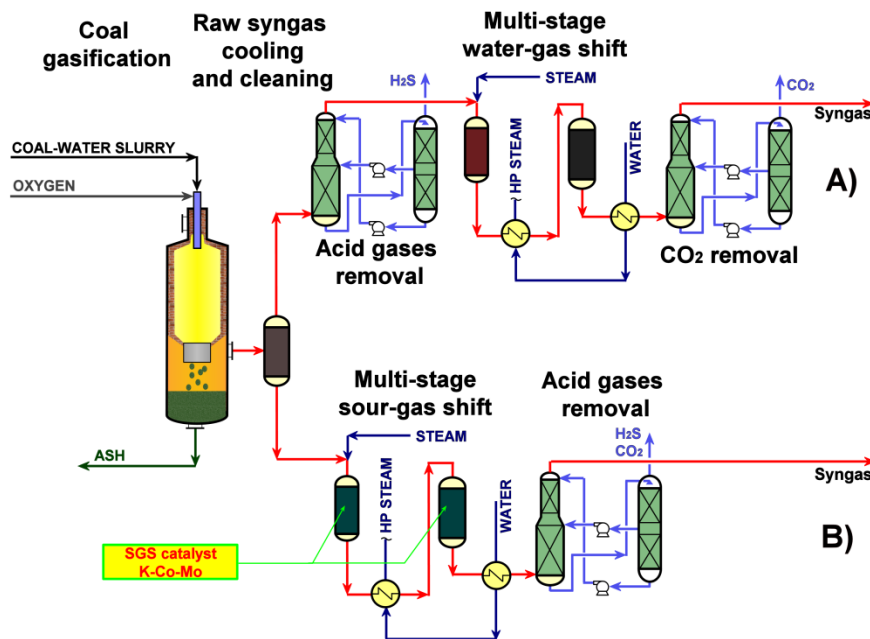 Coal
gasification
Raw syngas
cooling
and cleaning
Multi-stage
water-gas shift
H₂S
STEAM
CO₂
Syngas
COAL-WATER SLURRY
OXYGEN
HP STEAM
WATER
A)
Acid gases
removal
CO₂ removal
Multi-stage
sour-gas shift
Acid gases
removal
STEAM
H₂S
CO₂
ASH
Syngas
HP STEAM
WATER
B)
SGS catalyst
K-Co-Mo